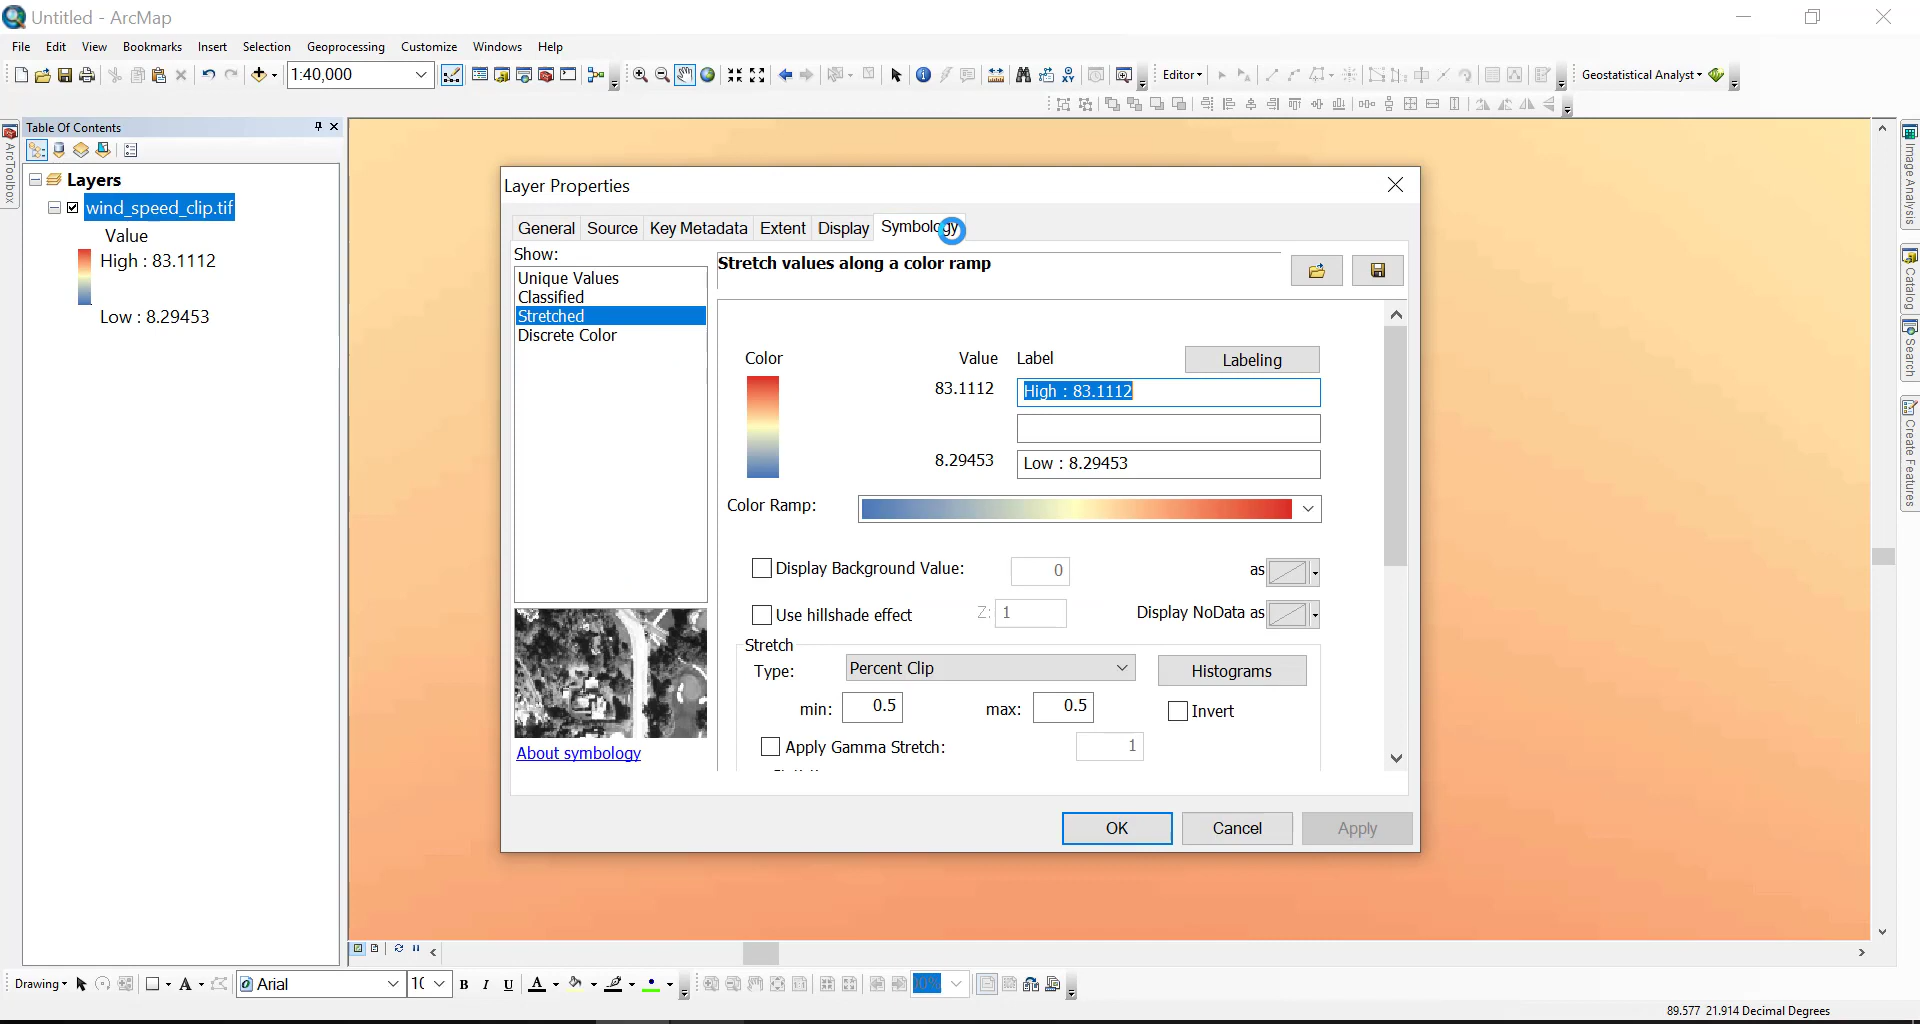 Untitled - ArcMap
File Edit View Bookmarks Insert Selection Geoprocessing Customize Windows Help
1:40,000
Editor
Geostatistical Analyst
Table Of Contents
ArcToolbox
Layers
wind_speed_clip.tif
Value
High : 83.1112
Low : 8.29453
Layer Properties
General Source Key Metadata Extent Display Symbology
Show:
Unique Values
Classified
Stretched
Discrete Color
About symbology
Stretch values along a color ramp
Color Value Label Labeling
83.1112 High : 83.1112
8.29453 Low : 8.29453
Color Ramp:
Display Background Value: 0 as
Use hillshade effect Z: 1 Display NoData as
Stretch
Type: Percent Clip Histograms
min: 0.5 max: 0.5 Invert
Apply Gamma Stretch: 1
OK Cancel Apply
Image Analysis
Catalog
Search
Create Features
Drawing Arial 10 B I U A
89.577 21.914 Decimal Degrees